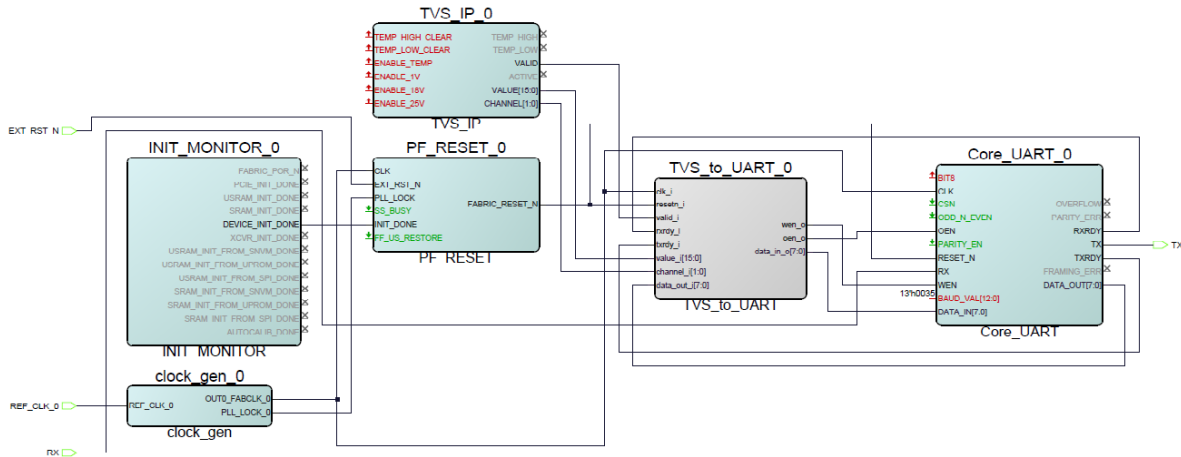 TVS_IP_0
TEMP_HIGH_CLEAR
TEMP_LOW_CLEAR
ENABLE_TEMP
ENABLE_1V
ENABLE_18V
ENABLE_25V
TEMP_HIGH
TEMP_LOW
VALID
ACTIVE
VALUE[15:0]
CHANNEL[1:0]
TVS_IP
EXT_RST_N
INIT_MONITOR_0
FABRIC_POR_N
PCIE_INIT_DONE
USRAM_INIT_DONE
SRAM_INIT_DONE
DEVICE_INIT_DONE
XCVR_INIT_DONE
USRAM_INIT_FROM_SNVM_DONE
USRAM_INIT_FROM_UPROM_DONE
USRAM_INIT_FROM_SPI_DONE
SRAM_INIT_FROM_SNVM_DONE
SRAM_INIT_FROM_UPROM_DONE
SRAM_INIT_FROM_SPI_DONE
AUTOCALIB_DONE
INIT_MONITOR
PF_RESET_0
CLK
EXT_RST_N
PLL_LOCK
SS_BUSY
INIT_DONE
FF_US_RESTORE
FABRIC_RESET_N
PF_RESET
TVS_to_UART_0
clk_i
resetn_i
valid_i
rxrdy_i
txrdy_i
value_i[15:0]
channel_i[1:0]
data_out_i[7:0]
wen_o
oen_o
data_in_o[7:0]
TVS_to_UART
Core_UART_0
BIT8
CLK
CSN
ODD_N_EVEN
OEN
PARITY_EN
RESET_N
RX
WEN
13'h0035
BAUD_VAL[12:0]
DATA_IN[7:0]
OVERFLOW
PARITY_ERR
RXRDY
TX
TXRDY
FRAMING_ERR
DATA_OUT[7:0]
Core_UART
TX
clock_gen_0
REF_CLK_0
REF_CLK_0
OUT0_FABCLK_0
PLL_LOCK_0
clock_gen
RX